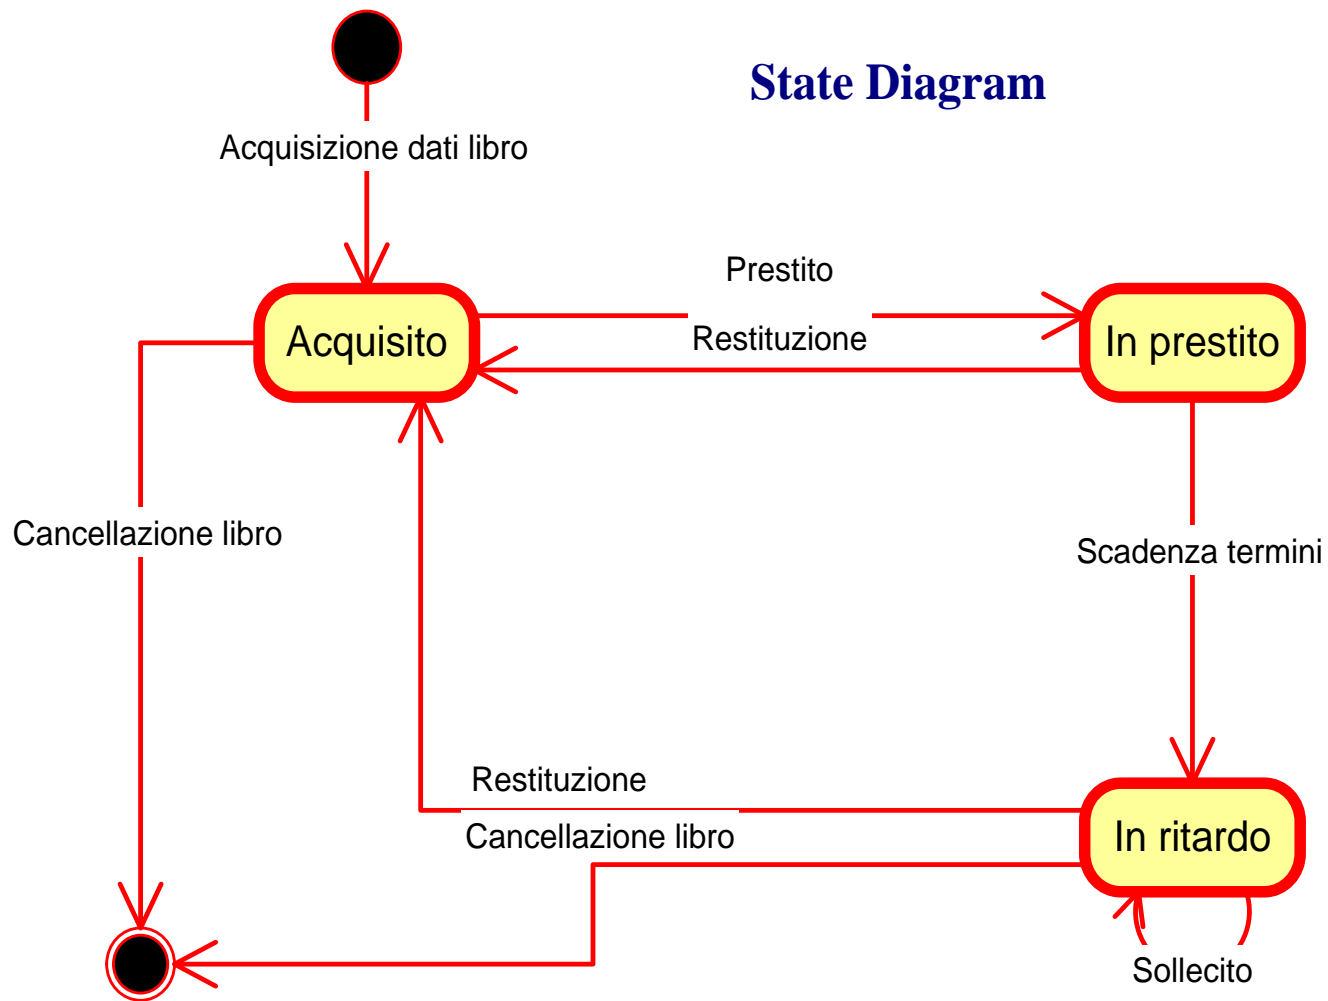 State Diagram
Acquisizione dati libro
Prestito
Acquisito
Restituzione
In prestito
Cancellazione libro
Scadenza termini
Restituzione
Cancellazione libro
In ritardo
Sollecito